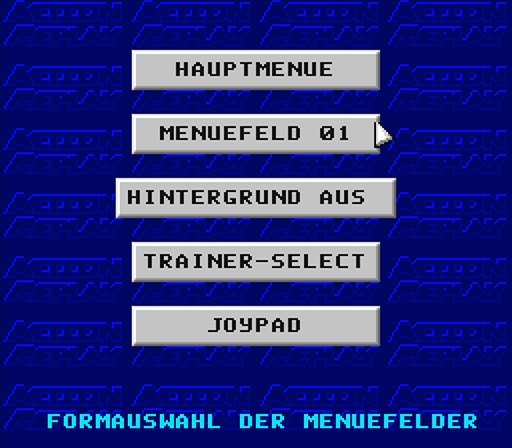 HAUPTMENUE
MENUEFELD 01
HINTERGRUND AUS
TRAINER-SELECT
JOYPAD
FORMAUSWAHL DER MENUEFELDER